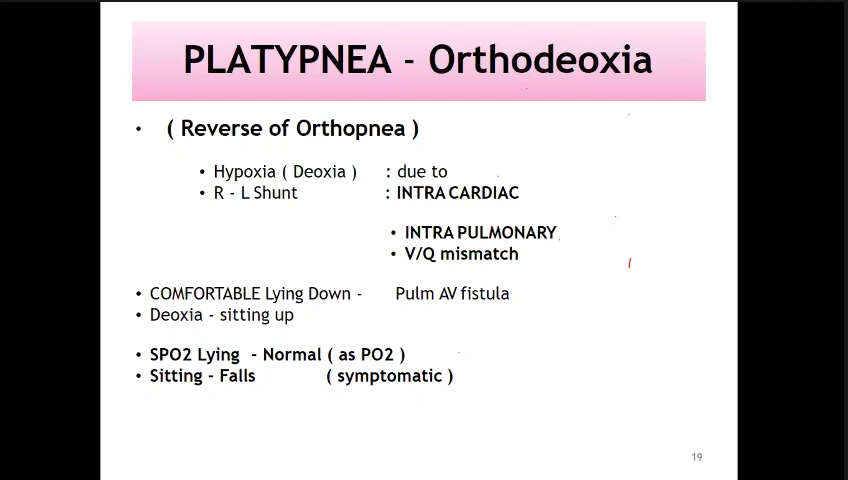 PLATYPNEA - Orthodeoxia
• ( Reverse of Orthopnea )
• Hypoxia ( Deoxia ) : due to
• R - L Shunt : INTRA CARDIAC
• INTRA PULMONARY
• V/Q mismatch
• COMFORTABLE Lying Down - Pulm AV fistula
• Deoxia - sitting up
• SPO2 Lying - Normal ( as PO2 )
• Sitting - Falls ( symptomatic )
19